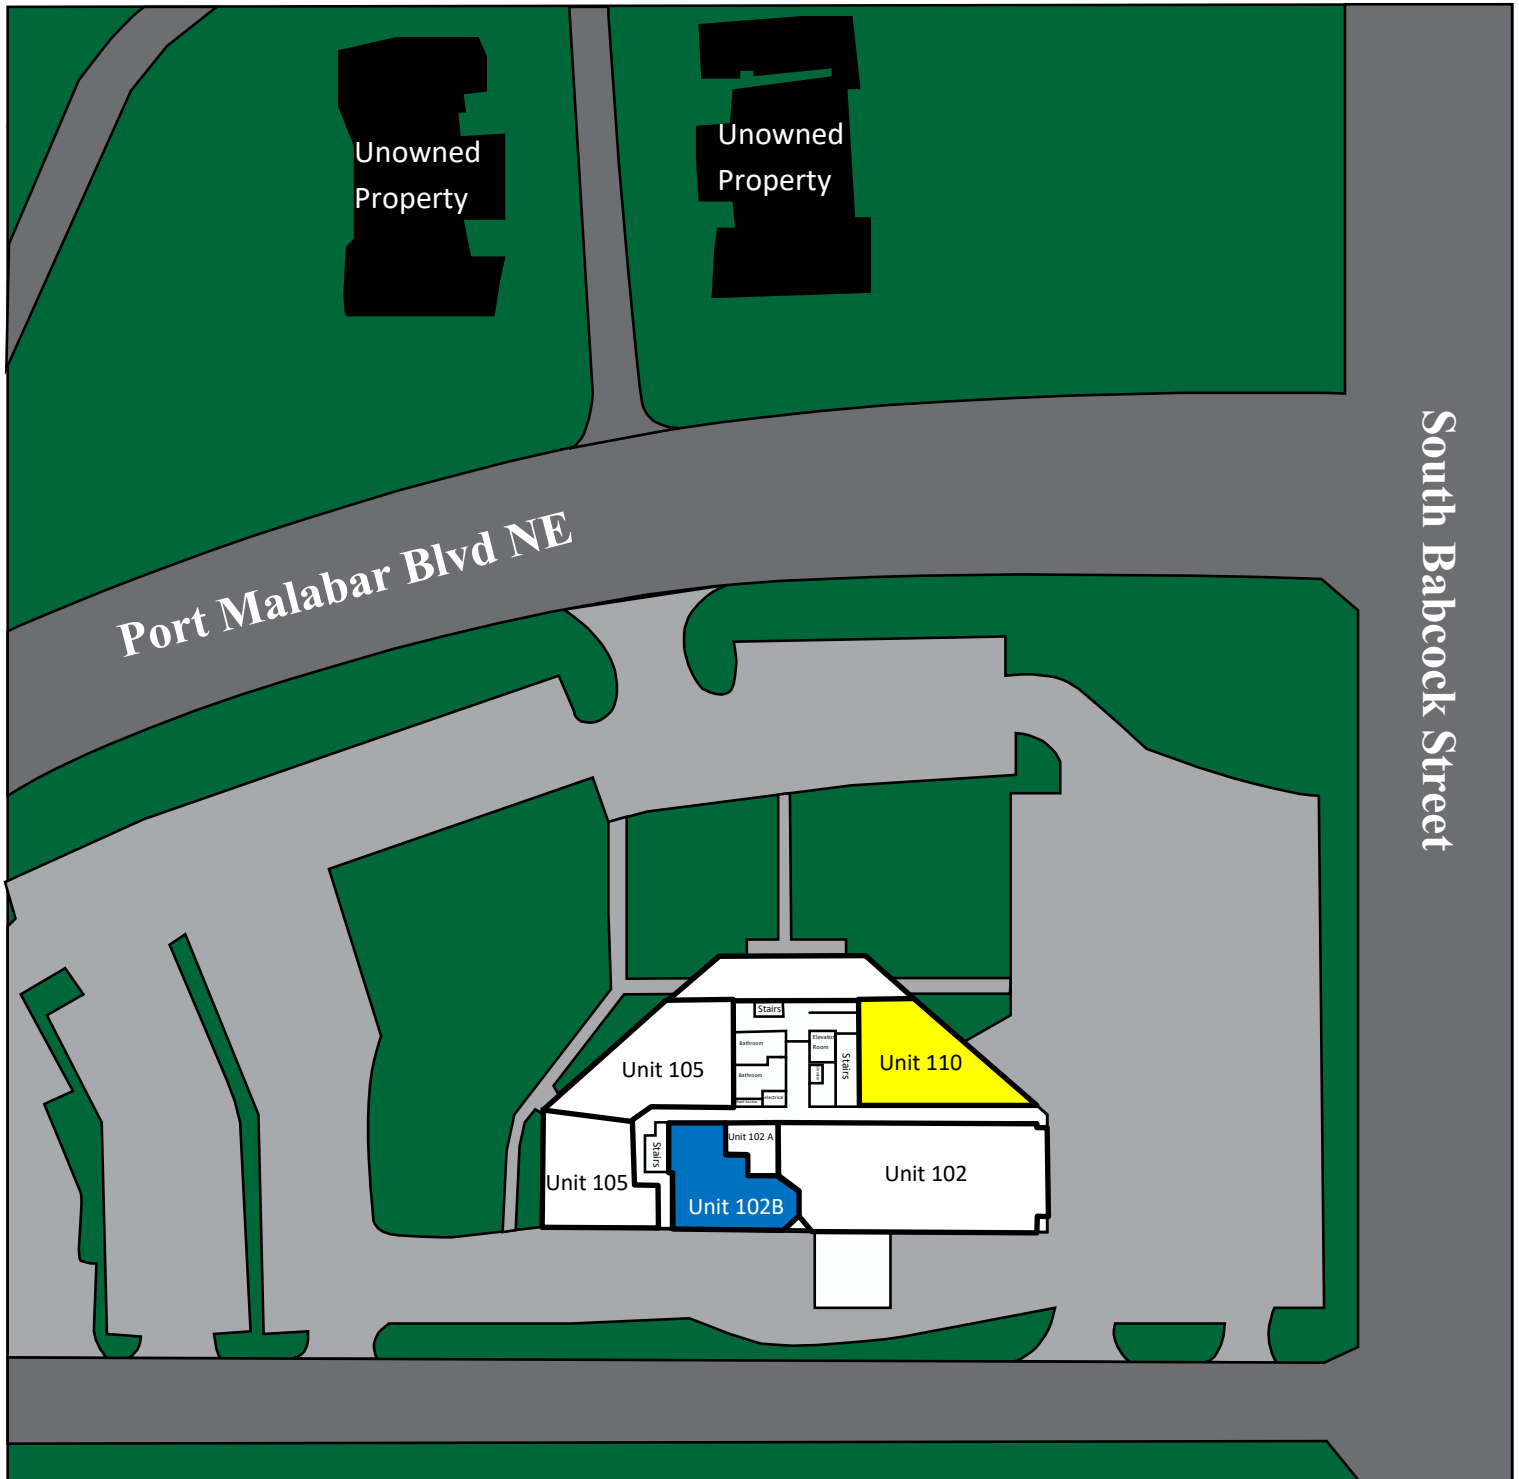 Unowned
Property
Unowned
Property
South Babcock Street
Port Malabar Blvd NE
Stairs
Bathroom
Elevator
Room
Stairs
Unit 110
Unit 105
Bathroom
electrical
Unit 102 A
Stairs
Unit 102
Unit 105
Unit 102B